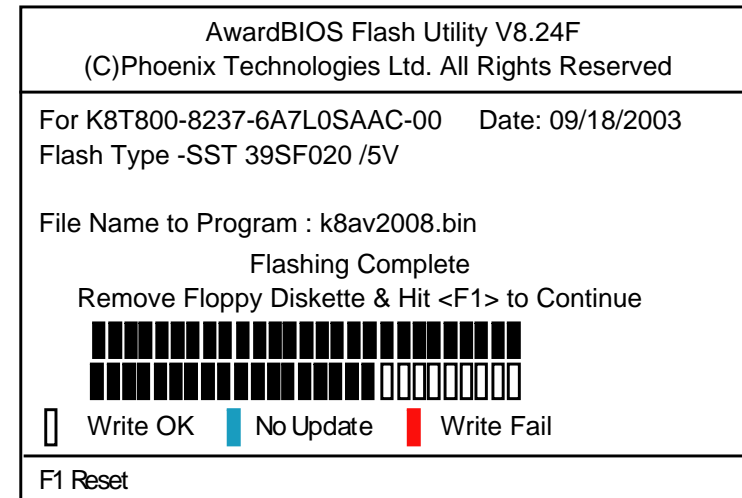 AwardBIOS Flash Utility V8.24F
(C)Phoenix Technologies Ltd. All Rights Reserved
For K8T800-8237-6A7L0SAAC-00 Date: 09/18/2003
Flash Type -SST 39SF020 /5V
File Name to Program : k8av2008.bin
Flashing Complete
Remove Floppy Diskette & Hit <F1> to Continue
Write OK No Update Write Fail
F1 Reset